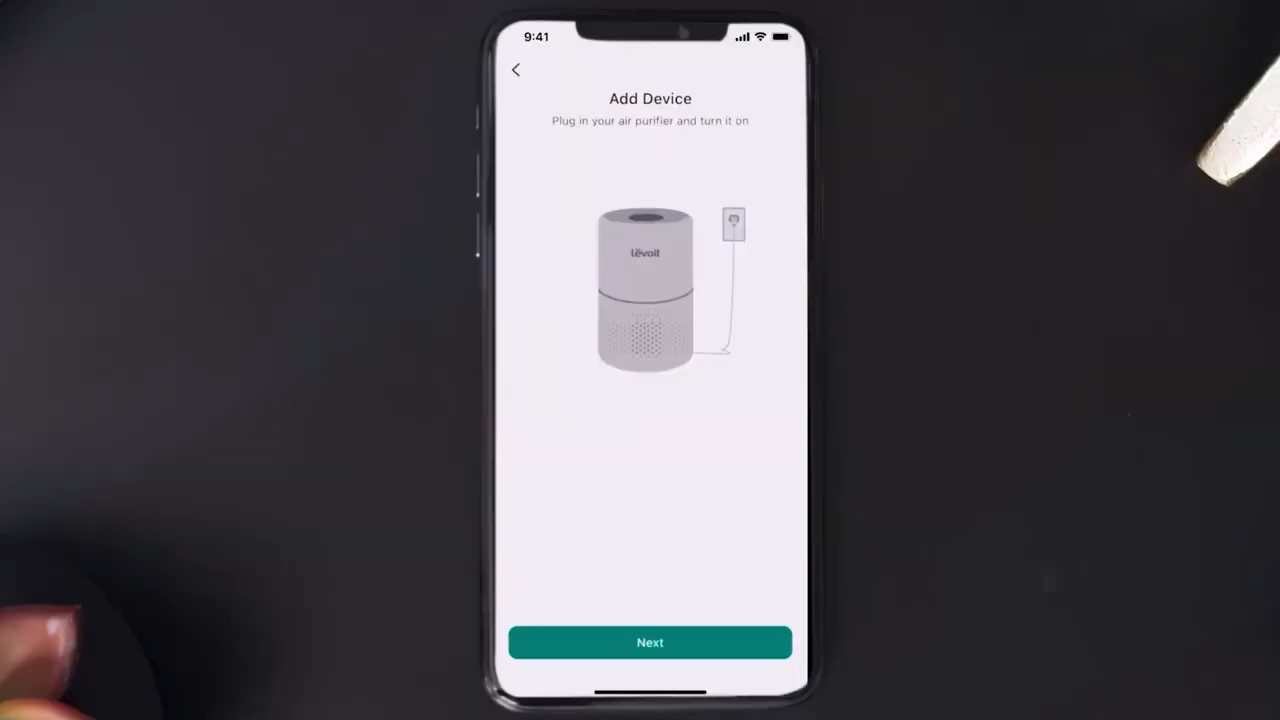 9:41
Add Device
Plug in your air purifier and turn it on
levoit
Next